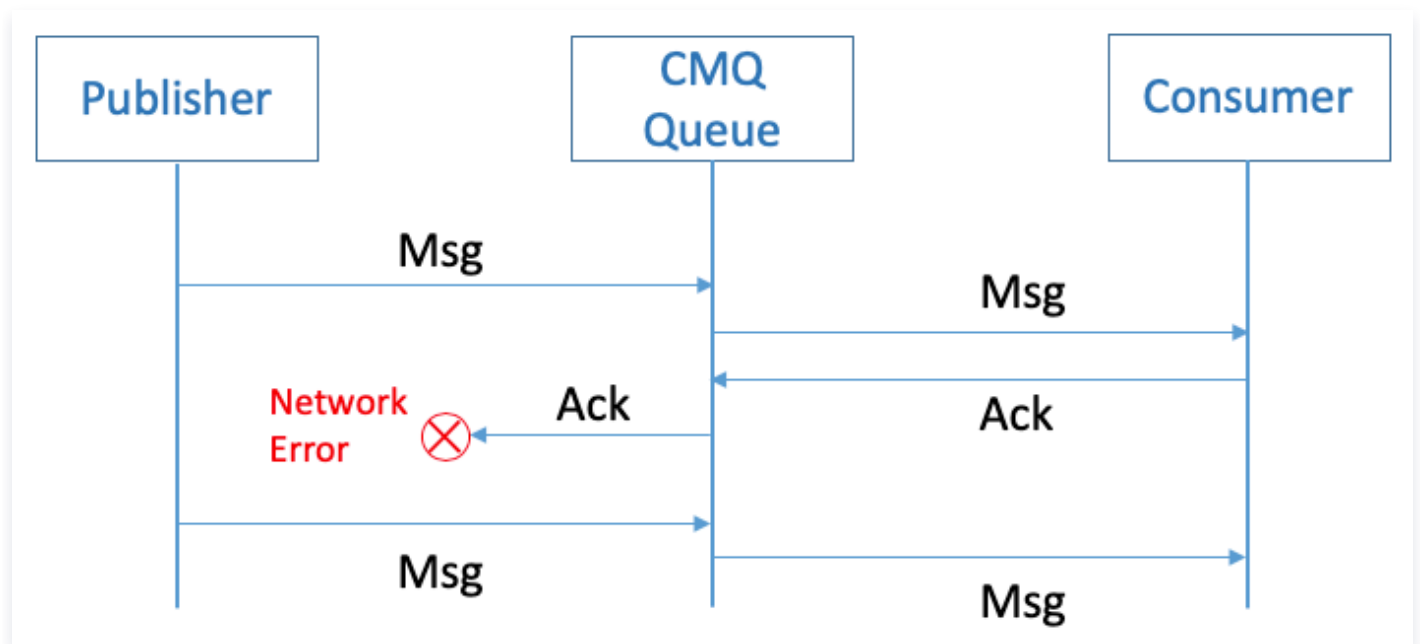 Publisher
CMQ
Queue
Consumer
Msg
Msg
Network
Error
Ack
Ack
Msg
Msg